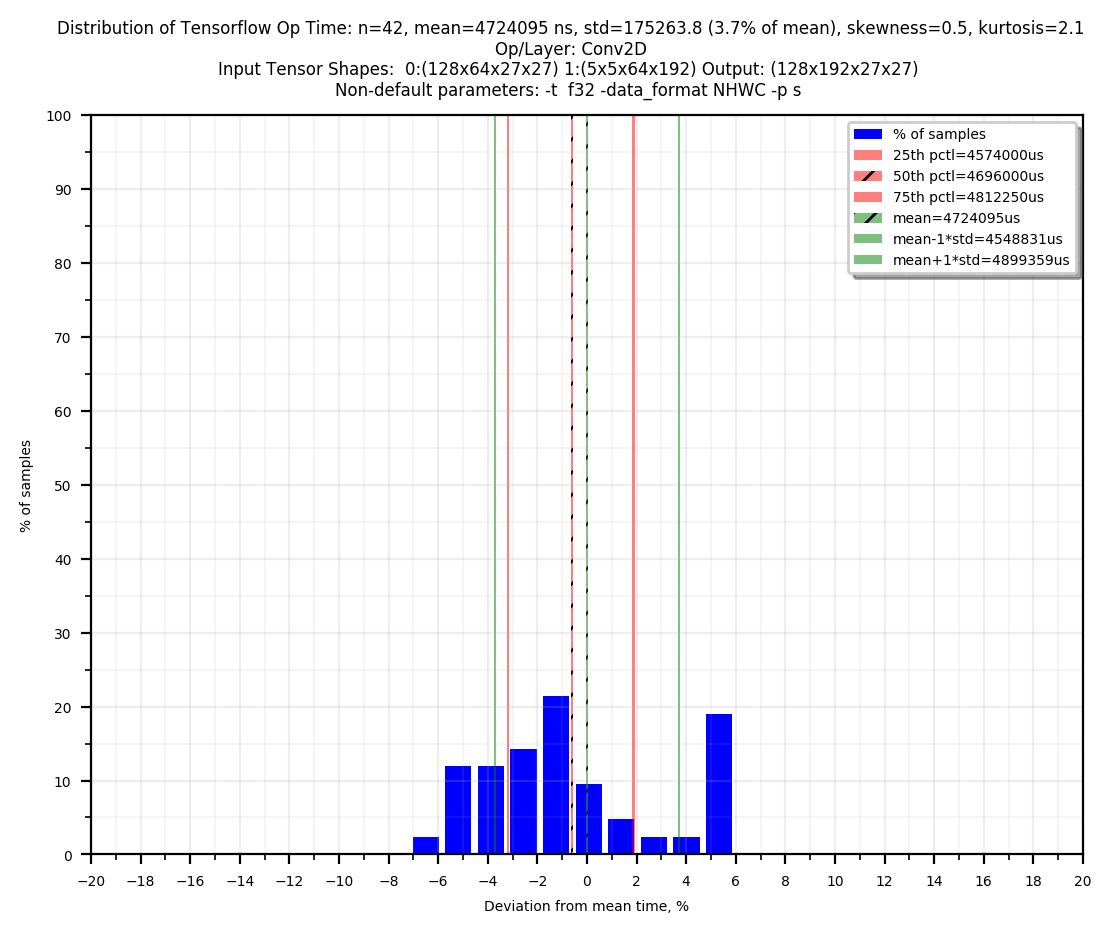 Distribution of Tensorflow Op Time: n=42, mean=4724095 ns, std=175263.8 (3.7% of mean), skewness=0.5, kurtosis=2.1
Op/Layer: Conv2D
Input Tensor Shapes:  0:(128x64x27x27) 1:(5x5x64x192) Output: (128x192x27x27)
Non-default parameters: -t  f32 -data_format NHWC -p s
100
90
80
70
60
50
40
30
20
10
0
% of samples
% of samples
25th pctl=4574000us
50th pctl=4696000us
75th pctl=4812250us
mean=4724095us
mean-1*std=4548831us
mean+1*std=4899359us
−20 −18 −16 −14 −12 −10 −8 −6 −4 −2 0 2 4 6 8 10 12 14 16 18 20
Deviation from mean time, %